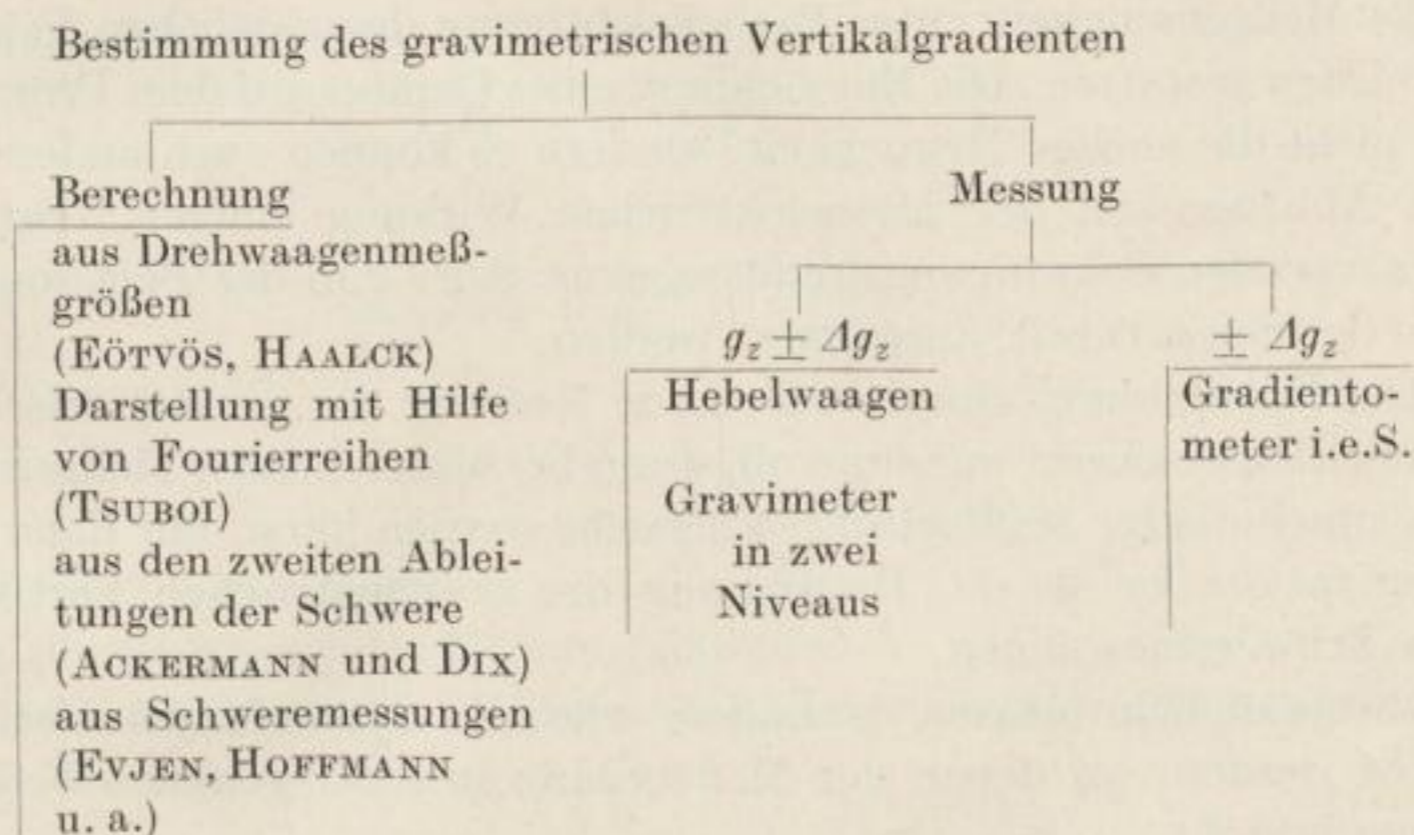 Bestimmung des gravimetrischen Vertikalgradienten
Berechnung
aus Drehwaagenmeß-
größen
(Eötvös, Haalck)
Darstellung mit Hilfe
von Fourierreihen
(Tsuboi)
aus den zweiten Ablei-
tungen der Schwere
(Ackermann und Dix)
aus Schweremessungen
(Evjen, Hoffmann
u. a.)
Messung
g_z ± Δg_z
Hebelwaagen
Gravimeter
in zwei
Niveaus
± Δg_z
Gradiento-
meter i.e.S.